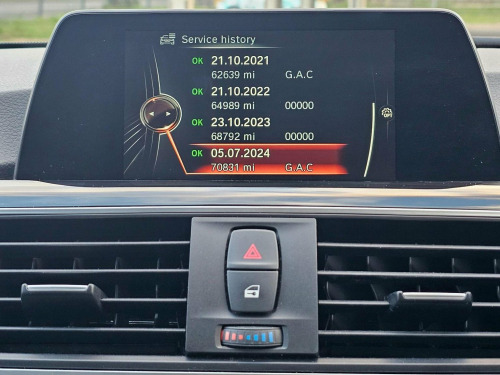 Service history
OK 21.10.2021
62639 mi G.A.C
OK 21.10.2022
64989 mi 00000
OK 23.10.2023
68792 mi 00000
OK 05.07.2024
70831 mi G.A.C
OPT